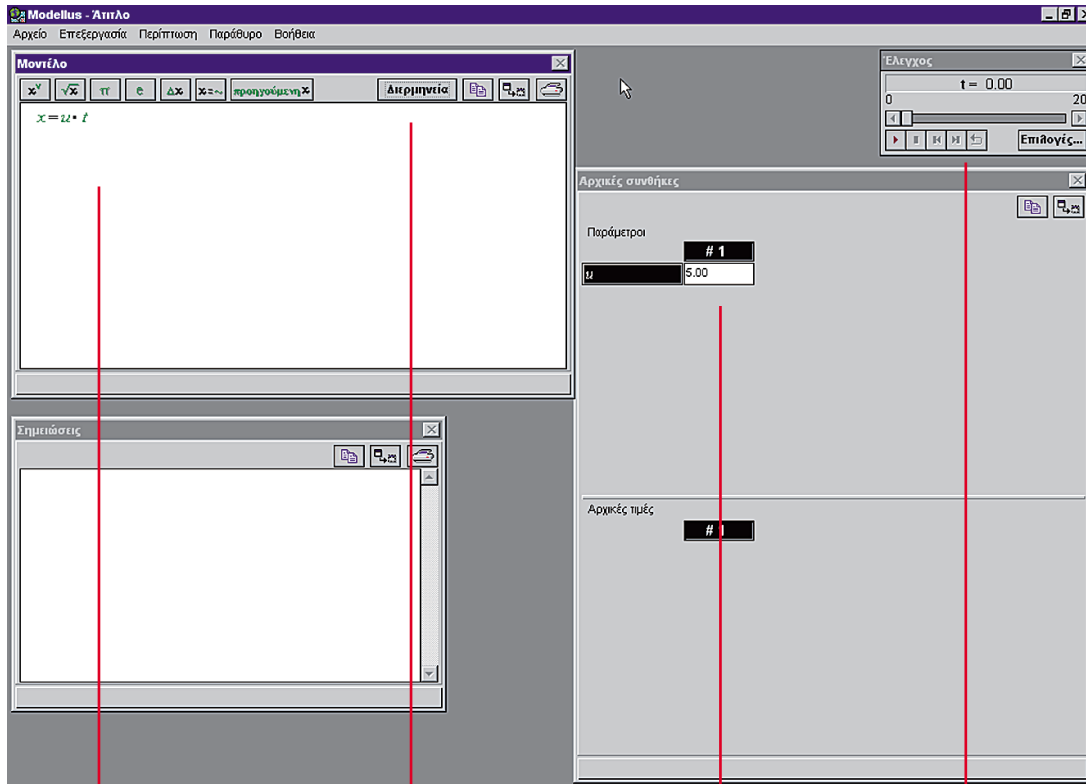 Modellus - Άτιτλο
Αρχείο Επεξεργασία Περίπτωση Παράθυρο Βοήθεια
Μοντέλο
xʸ √x π e Δx x=~ προηγούμενη x Διερμηνεία
x = u · t
Έλεγχος
t = 0.00
0 20
Επιλογές...
Αρχικές συνθήκες
Παράμετροι
# 1
u 5.00
Αρχικές τιμές
# 1
Σημειώσεις